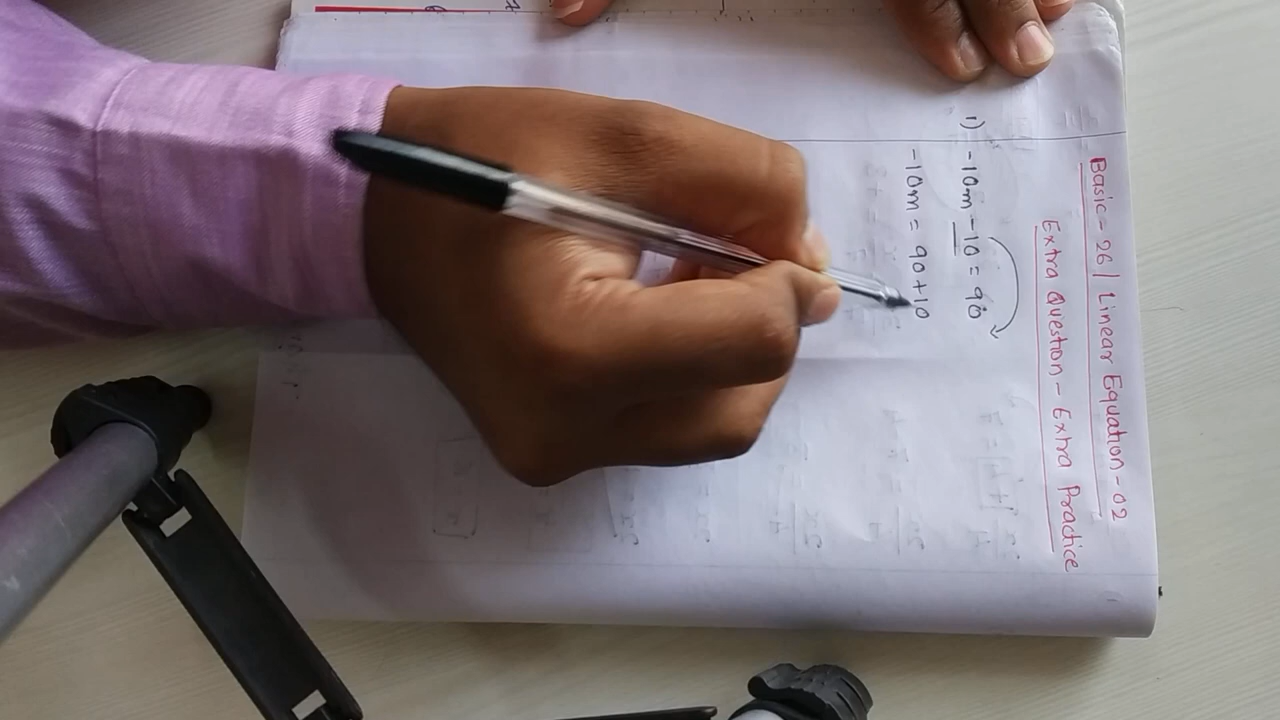 Basic - 26 | Linear Equation - 02
Extra Question - Extra Practice
1) -10m -10 = 90
-10m = 90+10